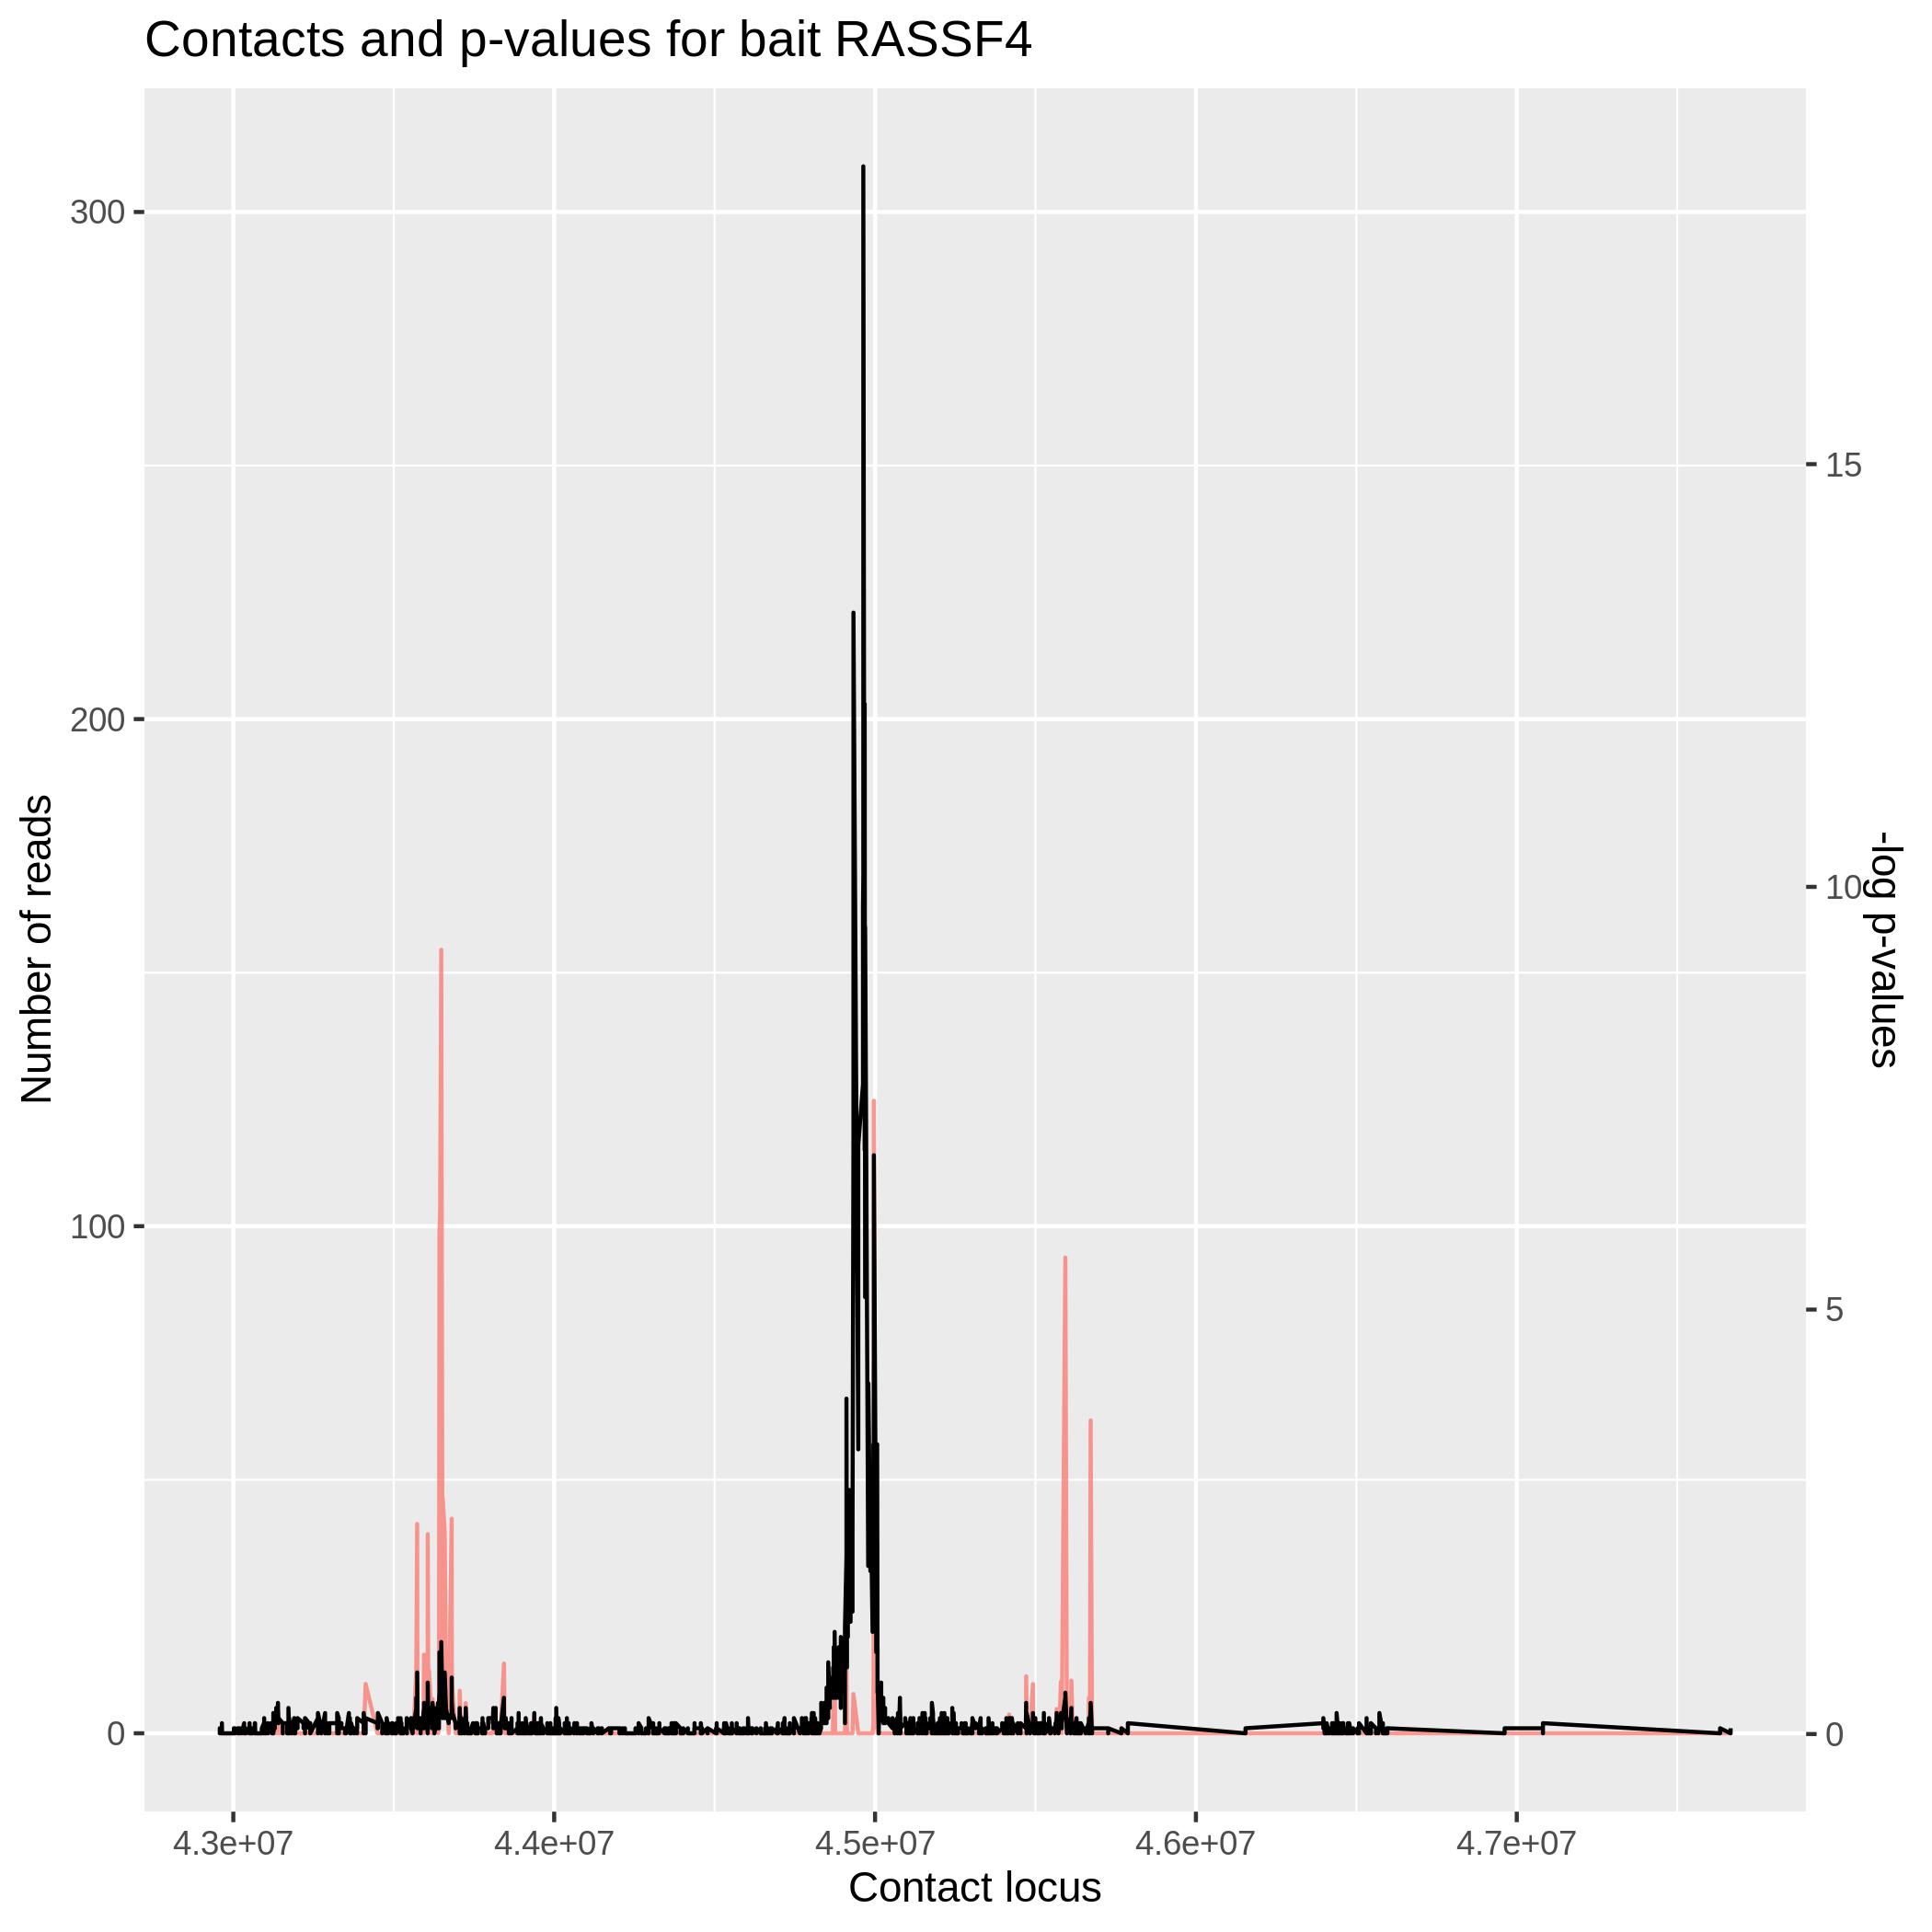 Contacts and p-values for bait RASSF4
300
200
100
0
Number of reads
15
10
5
0
-log p-values
4.3e+07
4.4e+07
4.5e+07
4.6e+07
4.7e+07
Contact locus